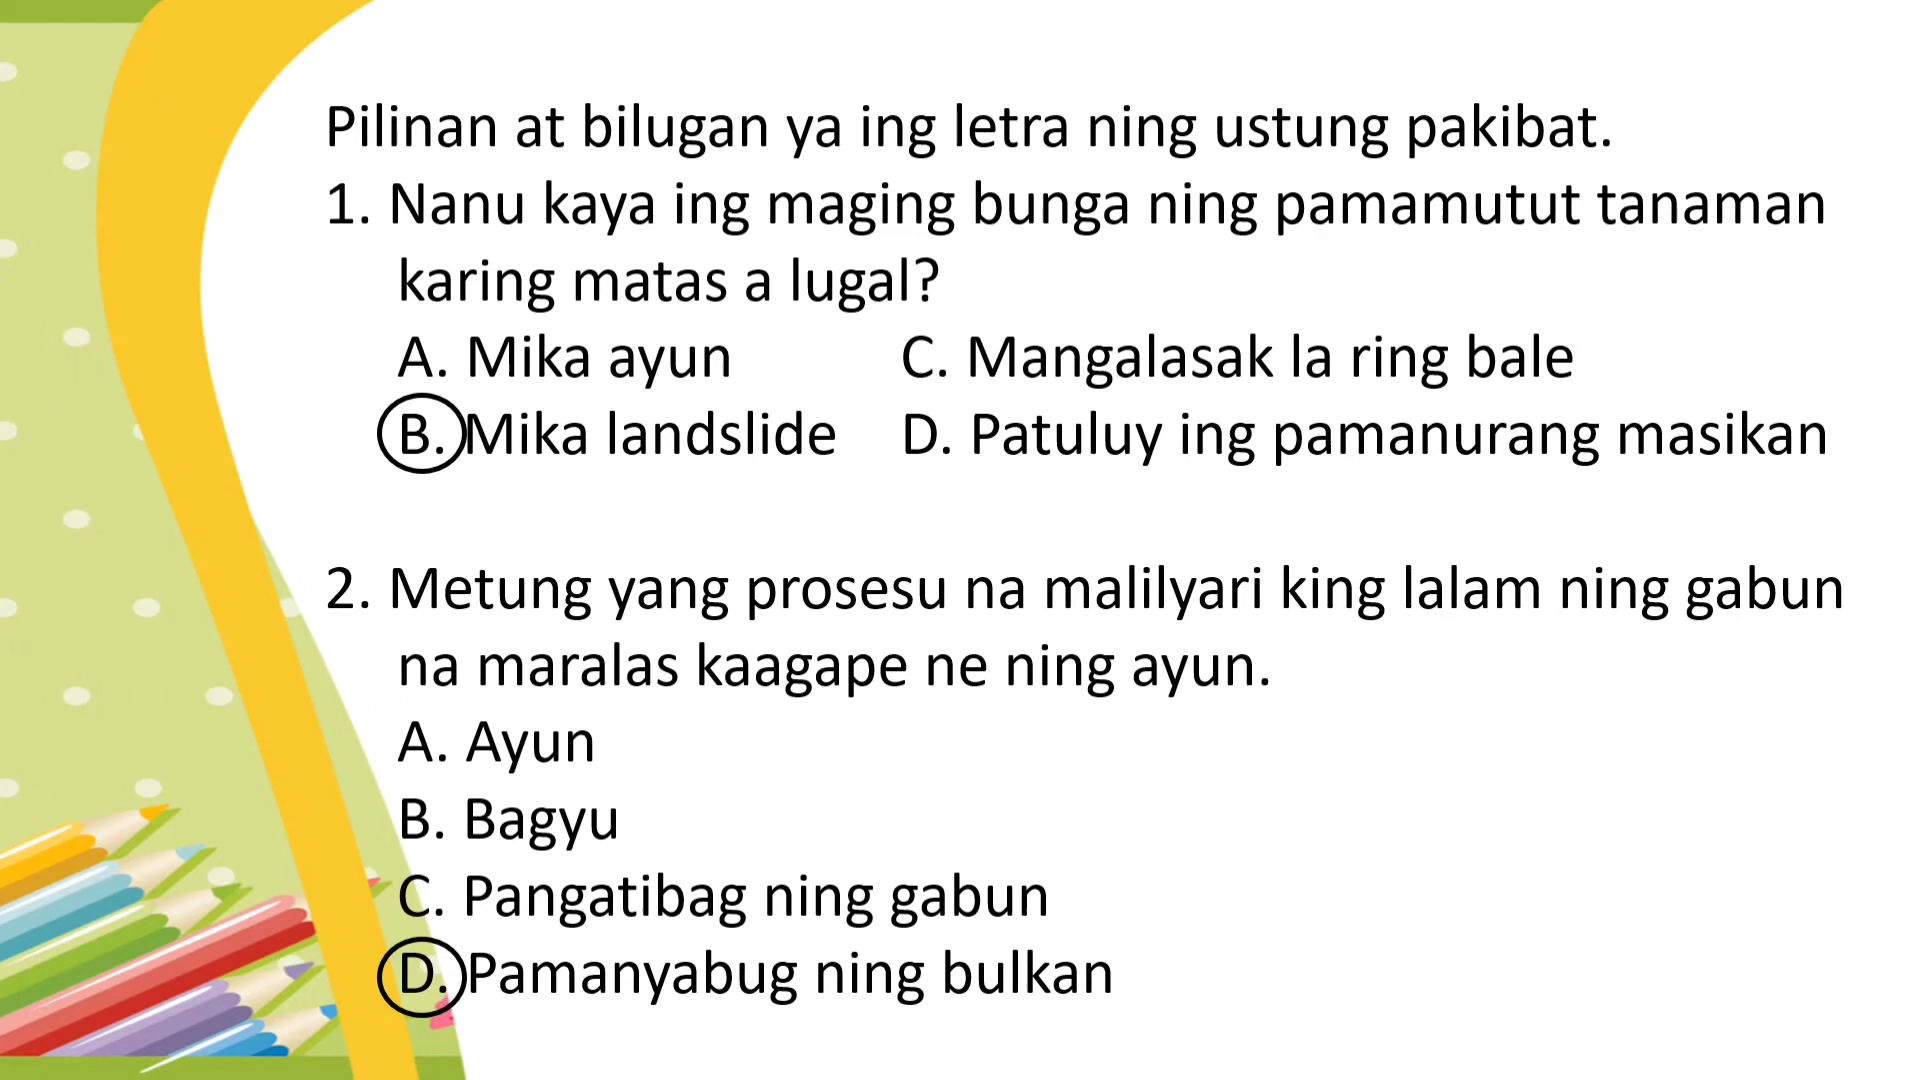 Pilinan at bilugan ya ing letra ning ustung pakibat.
1. Nanu kaya ing maging bunga ning pamamutut tanaman
karing matas a lugal?
A. Mika ayun C. Mangalasak la ring bale
B. Mika landslide D. Patuluy ing pamanurang masikan
2. Metung yang prosesu na malilyari king lalam ning gabun
na maralas kaagape ne ning ayun.
A. Ayun
B. Bagyu
C. Pangatibag ning gabun
D. Pamanyabug ning bulkan